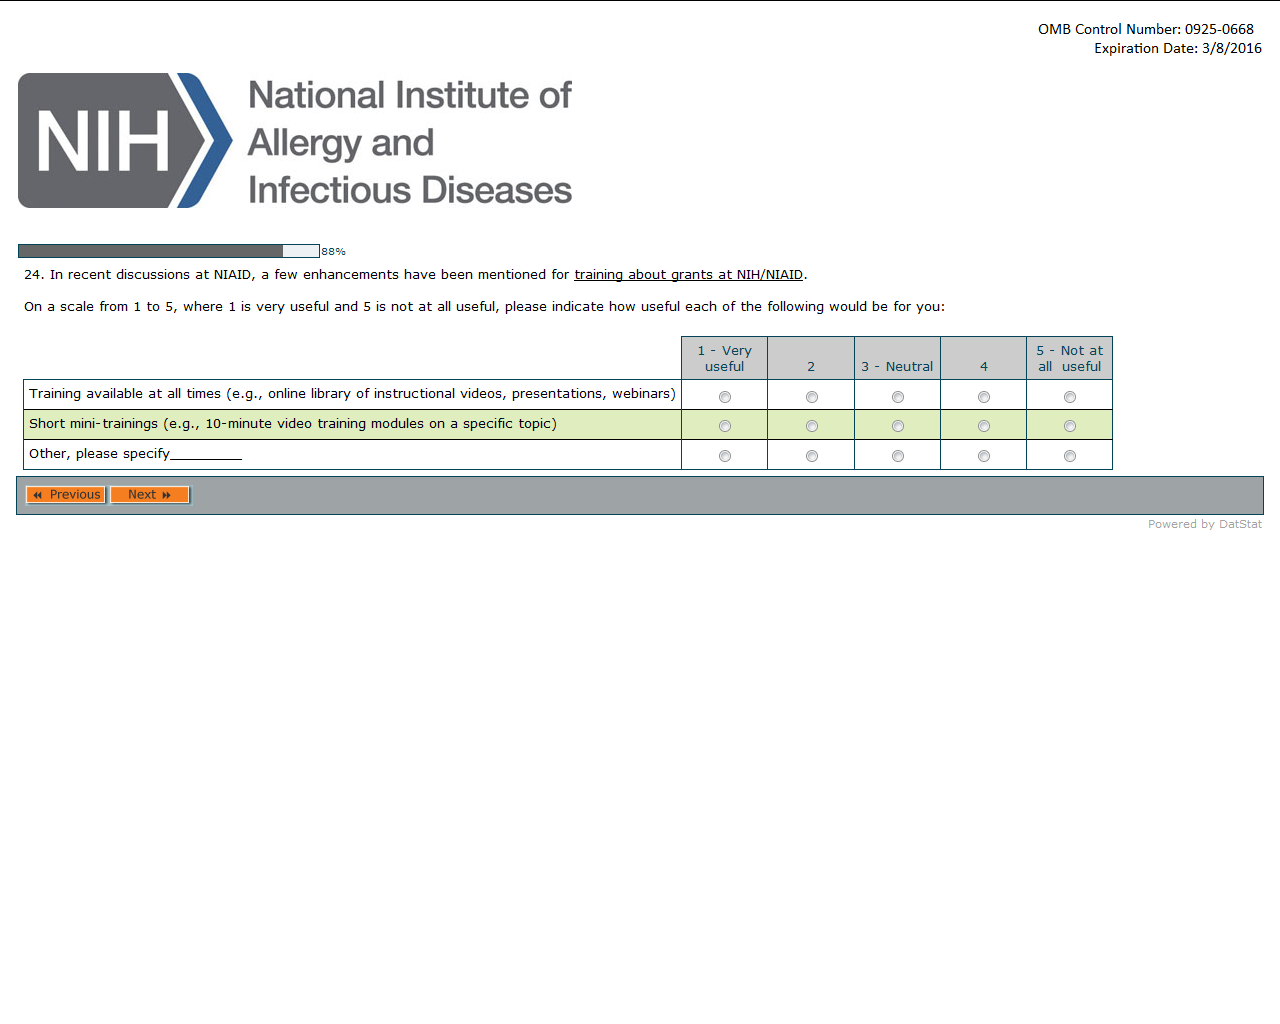 OMB Control Number: 0925-0668
Expiration Date: 3/8/2016
NIH
National Institute of
Allergy and
Infectious Diseases
88%
24. In recent discussions at NIAID, a few enhancements have been mentioned for training about grants at NIH/NIAID.
On a scale from 1 to 5, where 1 is very useful and 5 is not at all useful, please indicate how useful each of the following would be for you:
1 - Very useful 2 3 - Neutral 4 5 - Not at all useful
Training available at all times (e.g., online library of instructional videos, presentations, webinars)
Short mini-trainings (e.g., 10-minute video training modules on a specific topic)
Other, please specify_________
Previous Next
Powered by DatStat